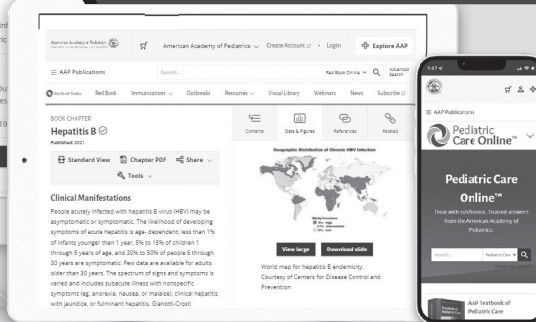 American Academy of Pediatrics
American Academy of Pediatrics
Create Account
Login
Explore AAP
AAP Publications
Search...
Red Book Online
Advanced
Search
Red Book
Immunizations
Outbreaks
Resources
Visual Library
Webinars
News
Subscribe
BOOK CHAPTER
Hepatitis B
Published: 2021
Standard View
Chapter PDF
Share
Tools
Clinical Manifestations
People acutely infected with hepatitis B virus (HBV) may be
asymptomatic or symptomatic. The likelihood of developing
symptoms of acute hepatitis is age- dependent: less than 1%
of infants younger than 1 year, 5% to 15% of children 1
through 5 years of age, and 30% to 50% of people 6 through
30 years are symptomatic. Few data are available for adults
older than 30 years. The spectrum of signs and symptoms is
varied and includes subacute illness with nonspecific
symptoms (eg, anorexia, nausea, or malaise), clinical hepatitis
with jaundice, or fulminant hepatitis. Gianotti-Crosti
Contents
Data & Figures
References
Related
Geographic Distribution of Chronic HBV Infection
View large
Download slide
World map for hepatitis B endemicity.
Courtesy of Centers for Disease Control and
Prevention
1:47
AAP Publications
Pediatric
Care Online™
Pediatric Care
Online™
Treat with confidence. Trusted answers
from the American Academy of
Pediatrics.
Search...
Pediatric Care
AAP Textbook of
Pediatric Care